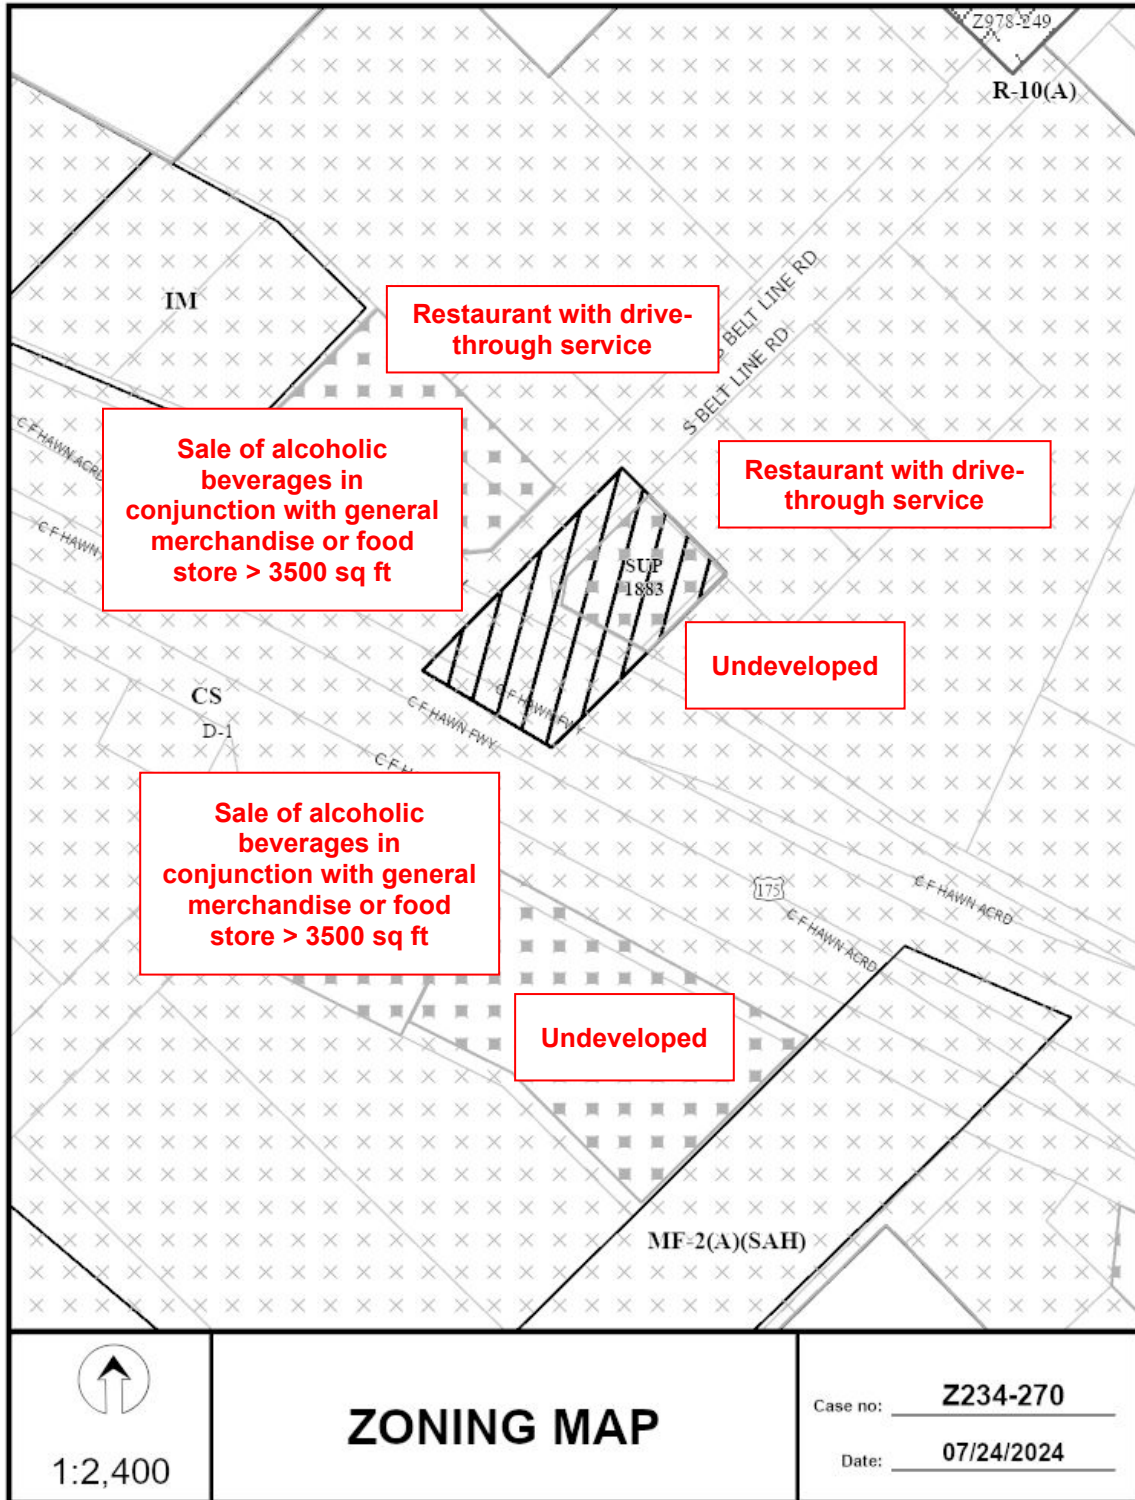 Z978-249
R-10(A)
IM
Restaurant with drive-
through service
S BELT LINE RD
S BELT LINE RD
C F HAWN ACRD
Sale of alcoholic
beverages in
conjunction with general
merchandise or food
store > 3500 sq ft
Restaurant with drive-
through service
C F HAWN
SUP
1883
Undeveloped
CS
D-1
C F HAWN FWY
C F HAWN FWY
C F
Sale of alcoholic
beverages in
conjunction with general
merchandise or food
store > 3500 sq ft
175
C F HAWN ACRD
C F HAWN ACRD
Undeveloped
MF-2(A)(SAH)
1:2,400
ZONING MAP
Case no: Z234-270
Date: 07/24/2024